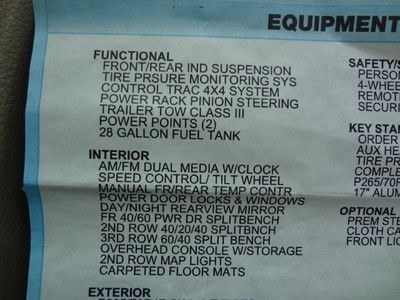 EQUIPMENT
FUNCTIONAL
FRONT/REAR IND SUSPENSION
TIRE PRSURE MONITORING SYS
CONTROL TRAC 4X4 SYSTEM
POWER RACK PINION STEERING
TRAILER TOW CLASS III
POWER POINTS (2)
28 GALLON FUEL TANK
INTERIOR
AM/FM DUAL MEDIA W/CLOCK
SPEED CONTROL/ TILT WHEEL
MANUAL FR/REAR TEMP CONTR
POWER DOOR LOCKS & WINDOWS
DAY/NIGHT REARVIEW MIRROR
FR 40/60 PWR DR SPLITBENCH
2ND ROW 40/20/40 SPLITBNCH
3RD ROW 60/40 SPLIT BENCH
OVERHEAD CONSOLE W/STORAGE
2ND ROW MAP LIGHTS
CARPETED FLOOR MATS
EXTERIOR
SAFETY/S
PERSO
4-WHEE
REMOT
SECURI
KEY STAN
ORDER
AUX HEA
TIRE PR
COMPLE
P265/70F
17" ALUM
OPTIONAL
PREM STE
CLOTH CA
FRONT LIC